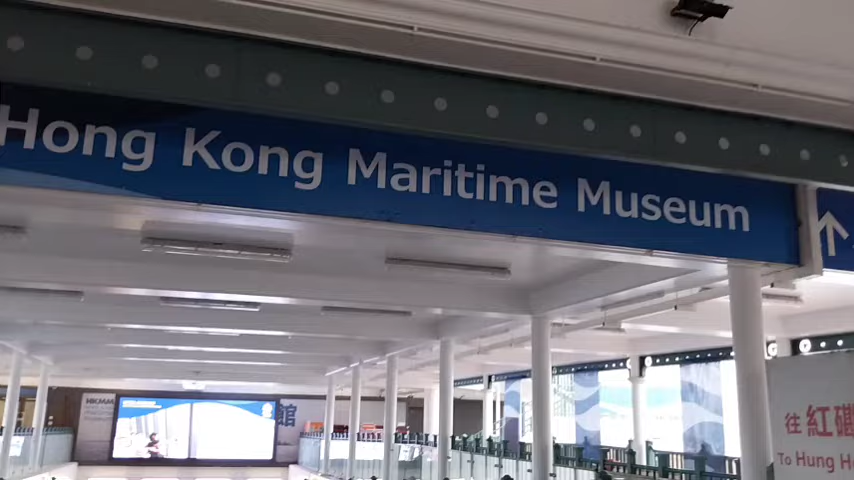 Hong Kong Maritime Museum
HKMM
館
往紅磡
To Hung H